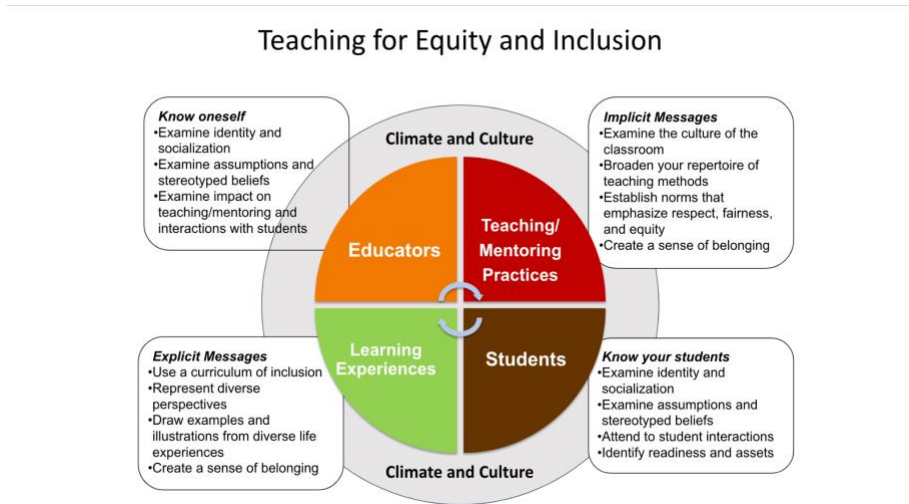 Teaching for Equity and Inclusion
Know oneself
•Examine identity and
socialization
•Examine assumptions and
stereotyped beliefs
•Examine impact on
teaching/mentoring and
interactions with students
Climate and Culture
Implicit Messages
•Examine the culture of the
classroom
•Broaden your repertoire of
teaching methods
•Establish norms that
emphasize respect, fairness,
and equity
•Create a sense of belonging
Educators
Teaching/
Mentoring
Practices
Explicit Messages
•Use a curriculum of inclusion
•Represent diverse
perspectives
•Draw examples and
illustrations from diverse life
experiences
•Create a sense of belonging
Learning
Experiences
Students
Know your students
•Examine identity and
socialization
•Examine assumptions and
stereotyped beliefs
•Attend to student interactions
•Identify readiness and assets
Climate and Culture